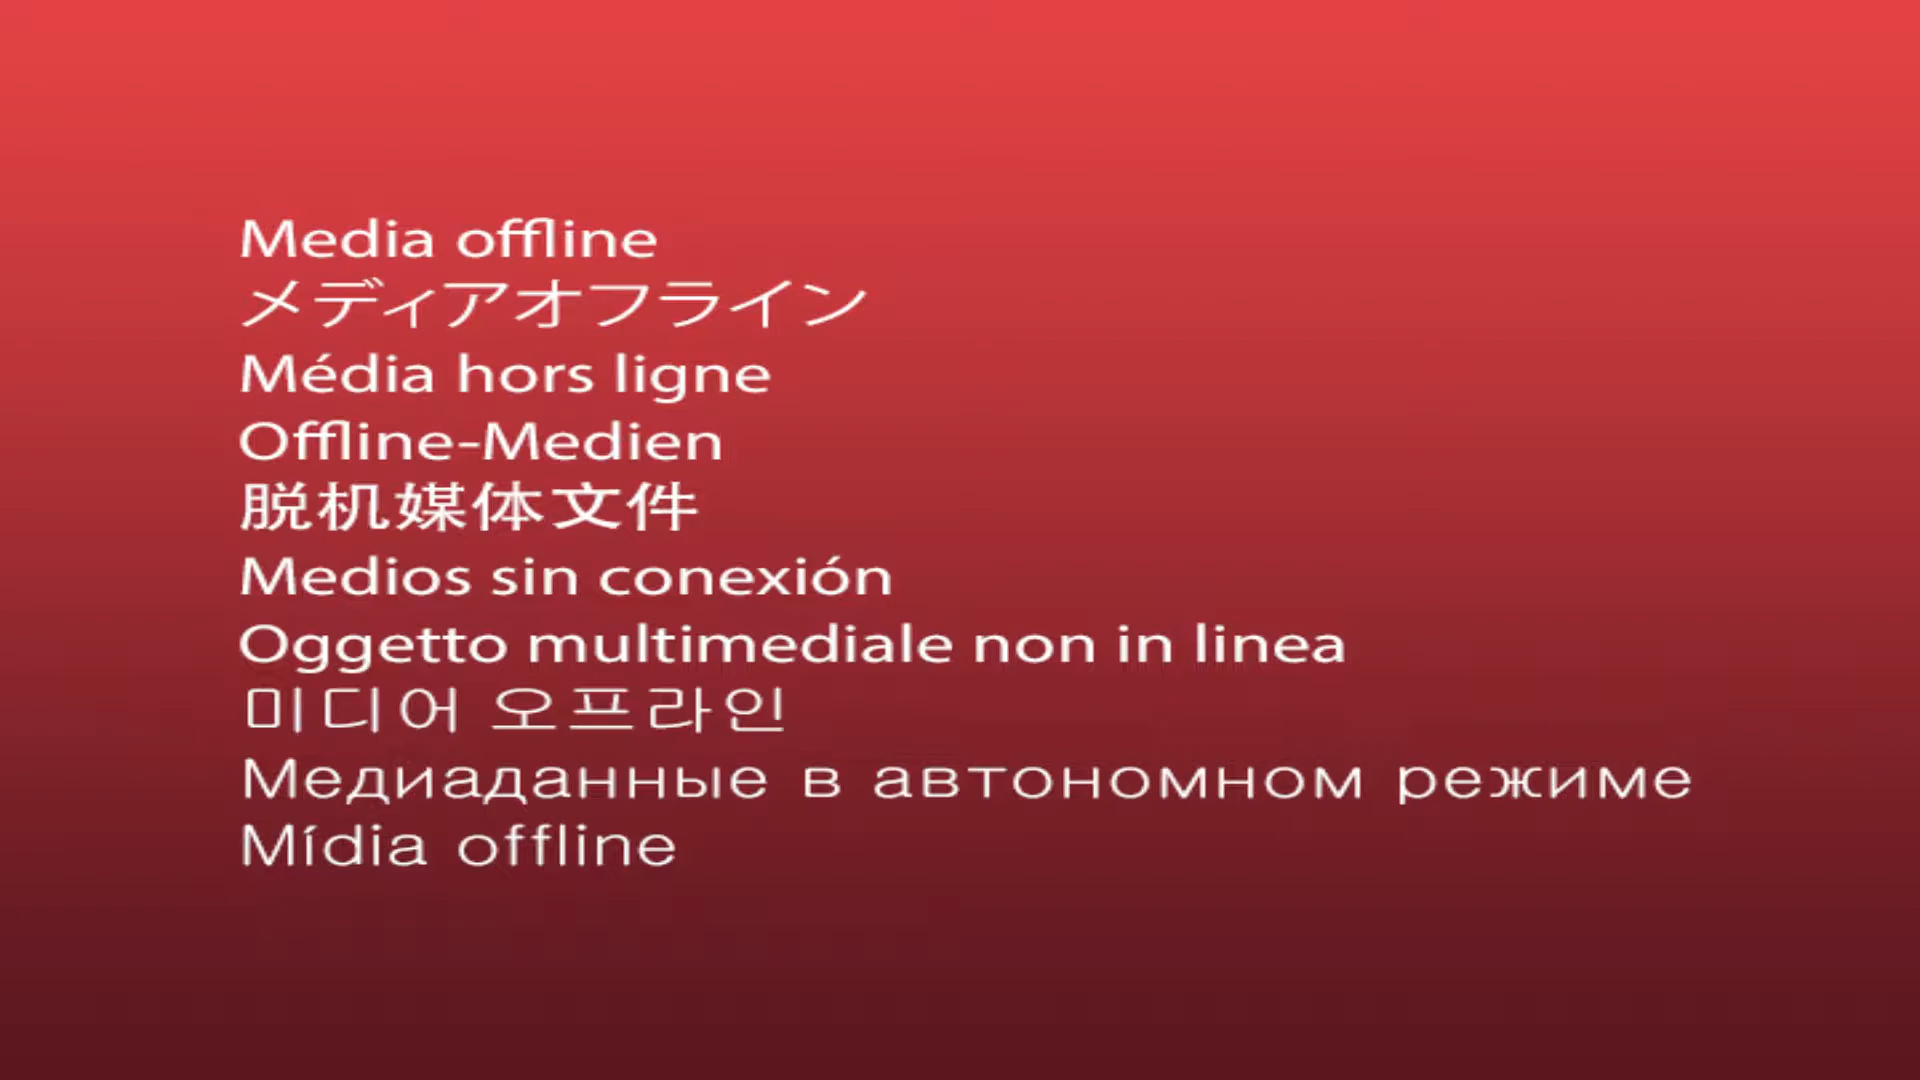 Media offline
メディアオフライン
Média hors ligne
Offline-Medien
脱机媒体文件
Medios sin conexión
Oggetto multimediale non in linea
미디어 오프라인
Медиаданные в автономном режиме
Mídia offline